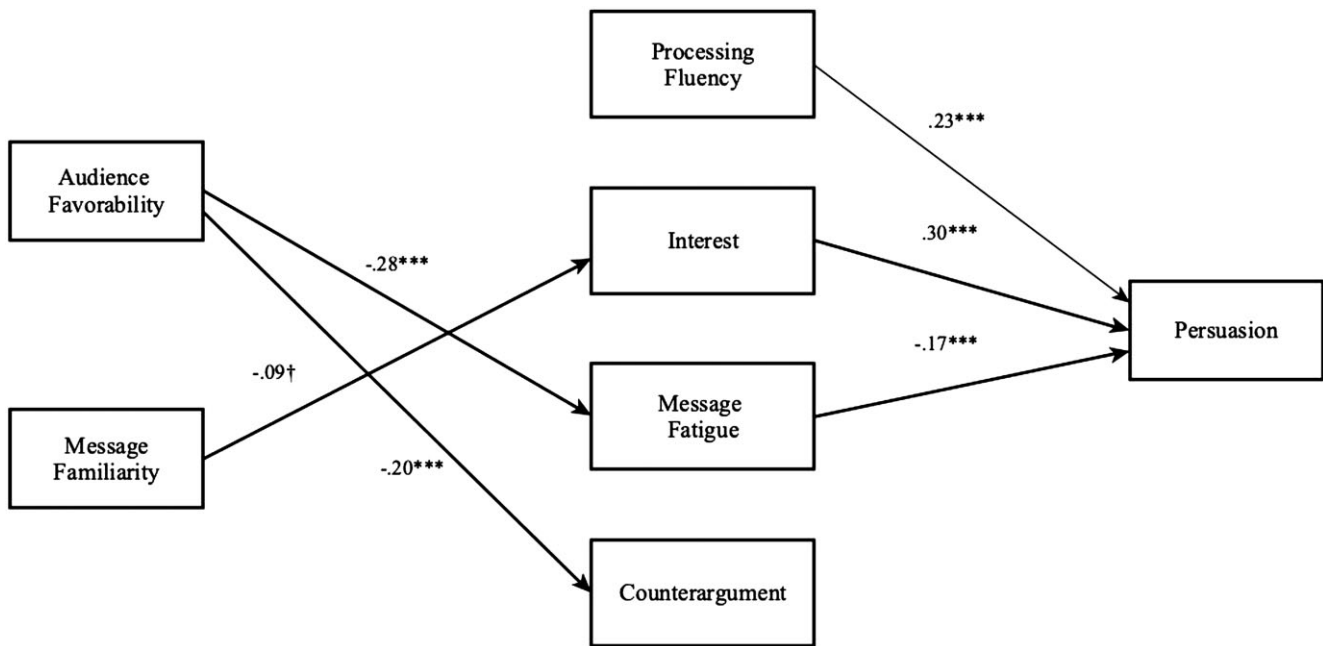 Processing
Fluency
.23***
Audience
Favorability
Interest
.30***
-.28***
Persuasion
-.17***
-.09†
Message
Familiarity
Message
Fatigue
-.20***
Counterargument